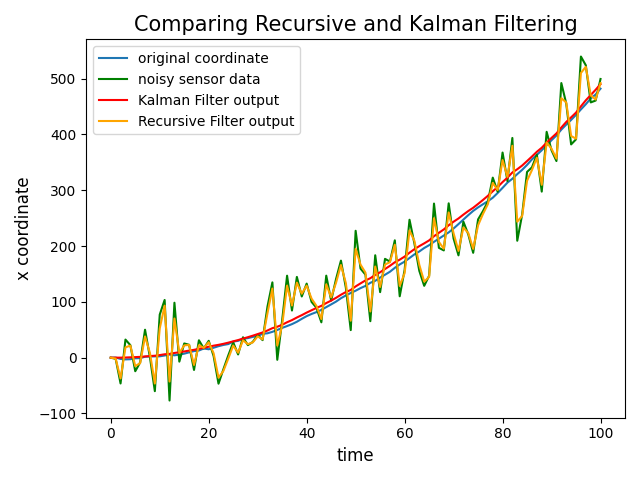 Comparing Recursive and Kalman Filtering
original coordinate
noisy sensor data
Kalman Filter output
Recursive Filter output
x coordinate
500
400
300
200
100
0
−100
0 20 40 60 80 100
time